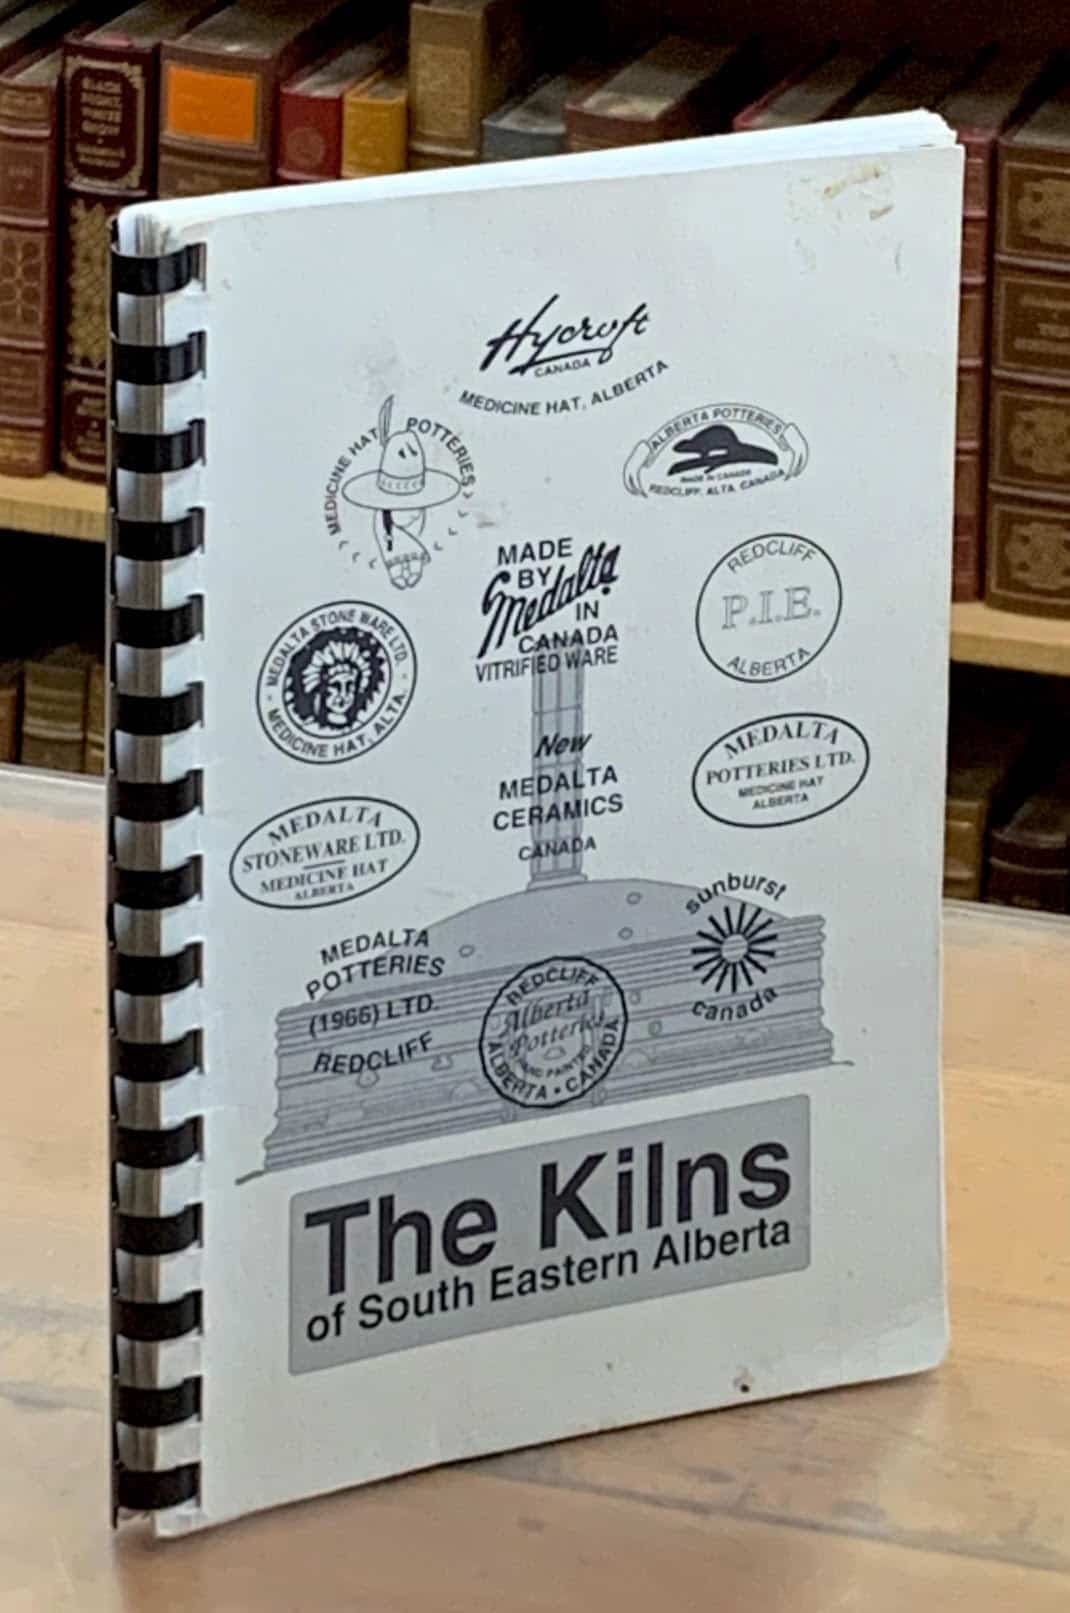 Hycroft
CANADA
MEDICINE HAT, ALBERTA
MEDICINE HAT POTTERIES
ALBERTA POTTERIES
MADE IN CANADA
REDCLIFF, ALTA. CANADA
MADE
BY
Medalta
IN
CANADA
VITRIFIED WARE
REDCLIFF
P.I.E.
ALBERTA
MEDALTA STONE WARE LTD.
MEDICINE HAT, ALTA.
New
MEDALTA
CERAMICS
CANADA
MEDALTA
POTTERIES LTD.
MEDICINE HAT
ALBERTA
MEDALTA
STONEWARE LTD.
MEDICINE HAT
ALBERTA
MEDALTA
POTTERIES
(1966) LTD.
REDCLIFF
REDCLIFF
Alberta
Potteries
HAND PAINTED
ALBERTA • CANADA
sunburst
canada
The Kilns
of South Eastern Alberta